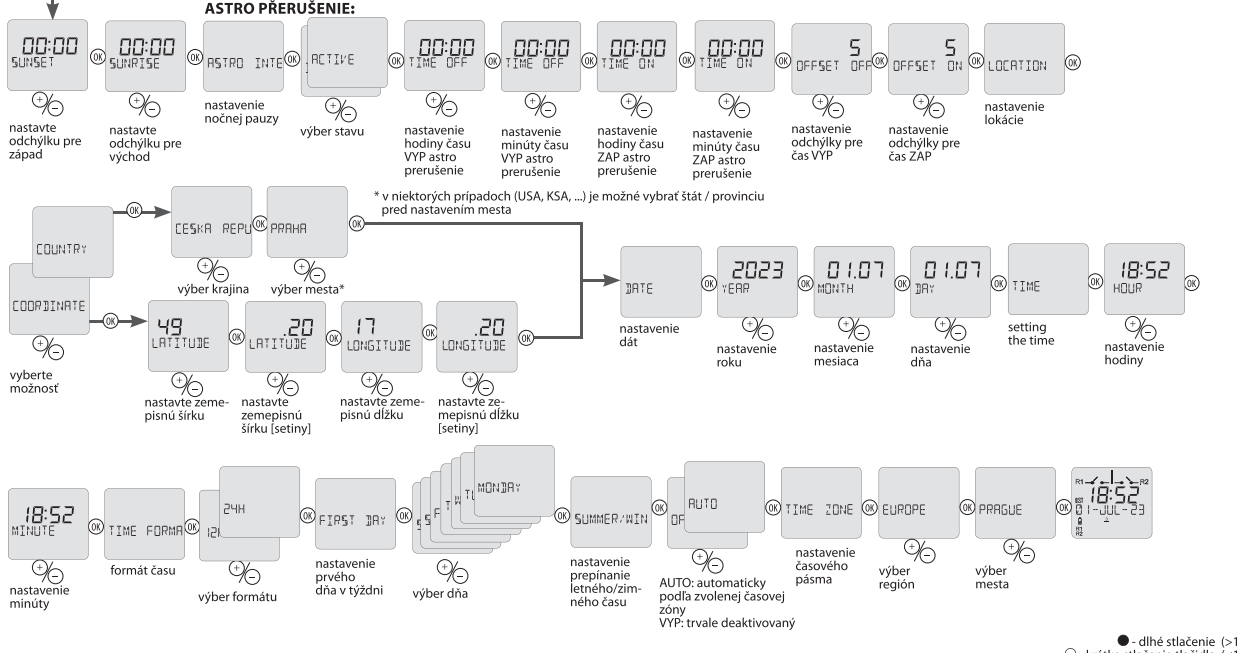 ASTRO PŘERUŠENIE:
00:00
SUNSET
OK
00:00
SUNRISE
OK
ASTRO INTE
OK
ACTIVE
OK
00:00
TIME OFF
OK
00:00
TIME OFF
OK
00:00
TIME ON
OK
00:00
TIME ON
OK
5
OFFSET OFF
OK
5
OFFSET ON
OK
LOCATION
OK
nastavte
odchýlku pre
západ
nastavte
odchýlku pre
východ
nastavenie
nočnej pauzy
výber stavu
nastavenie
hodiny času
VYP astro
prerušenie
nastavenie
minúty času
VYP astro
prerušenie
nastavenie
hodiny času
ZAP astro
prerušenie
nastavenie
minúty času
ZAP astro
prerušenie
nastavenie
odchýlky pre
čas VYP
nastavenie
odchýlky pre
čas ZAP
nastavenie
lokácie
* v niektorých prípadoch (USA, KSA, ...) je možné vybrať štát / provinciu
pred nastavením mesta
COUNTRY
COORDINATE
vyberte
možnosť
OK
CESKA REPU
OK
PRAHA
OK
výber krajina
výber mesta*
OK
49
LATITUDE
OK
.20
LATITUDE
OK
17
LONGITUDE
OK
.20
LONGITUDE
OK
nastavte zeme-
pisnú šírku
nastavte
zemepisnú
šírku [setiny]
nastavte zeme-
pisnú dĺžku
nastavte ze-
mepisnú dĺžku
[setiny]
DATE
OK
2023
YEAR
OK
01.07
MONTH
OK
01.07
DAY
OK
TIME
OK
18:52
HOUR
OK
nastavenie
dát
nastavenie
roku
nastavenie
mesiaca
nastavenie
dňa
setting
the time
nastavenie
hodiny
18:52
MINUTE
OK
TIME FORMA
OK
24H
12H
OK
FIRST DAY
OK
MONDAY
OK
SUMMER/WIN
OK
AUTO
OF
OK
TIME ZONE
OK
EUROPE
OK
PRAGUE
OK
R1
R2
18:52
1-JUL-23
nastavenie
minúty
formát času
výber formátu
nastavenie
prvého
dňa v týždni
výber dňa
nastavenie
prepínanie
letného/zim-
ného času
AUTO: automaticky
podľa zvolenej časovej
zóny
VYP: trvale deaktivovaný
nastavenie
časového
pásma
výber
región
výber
mesta
- dlhé stlačenie (>1